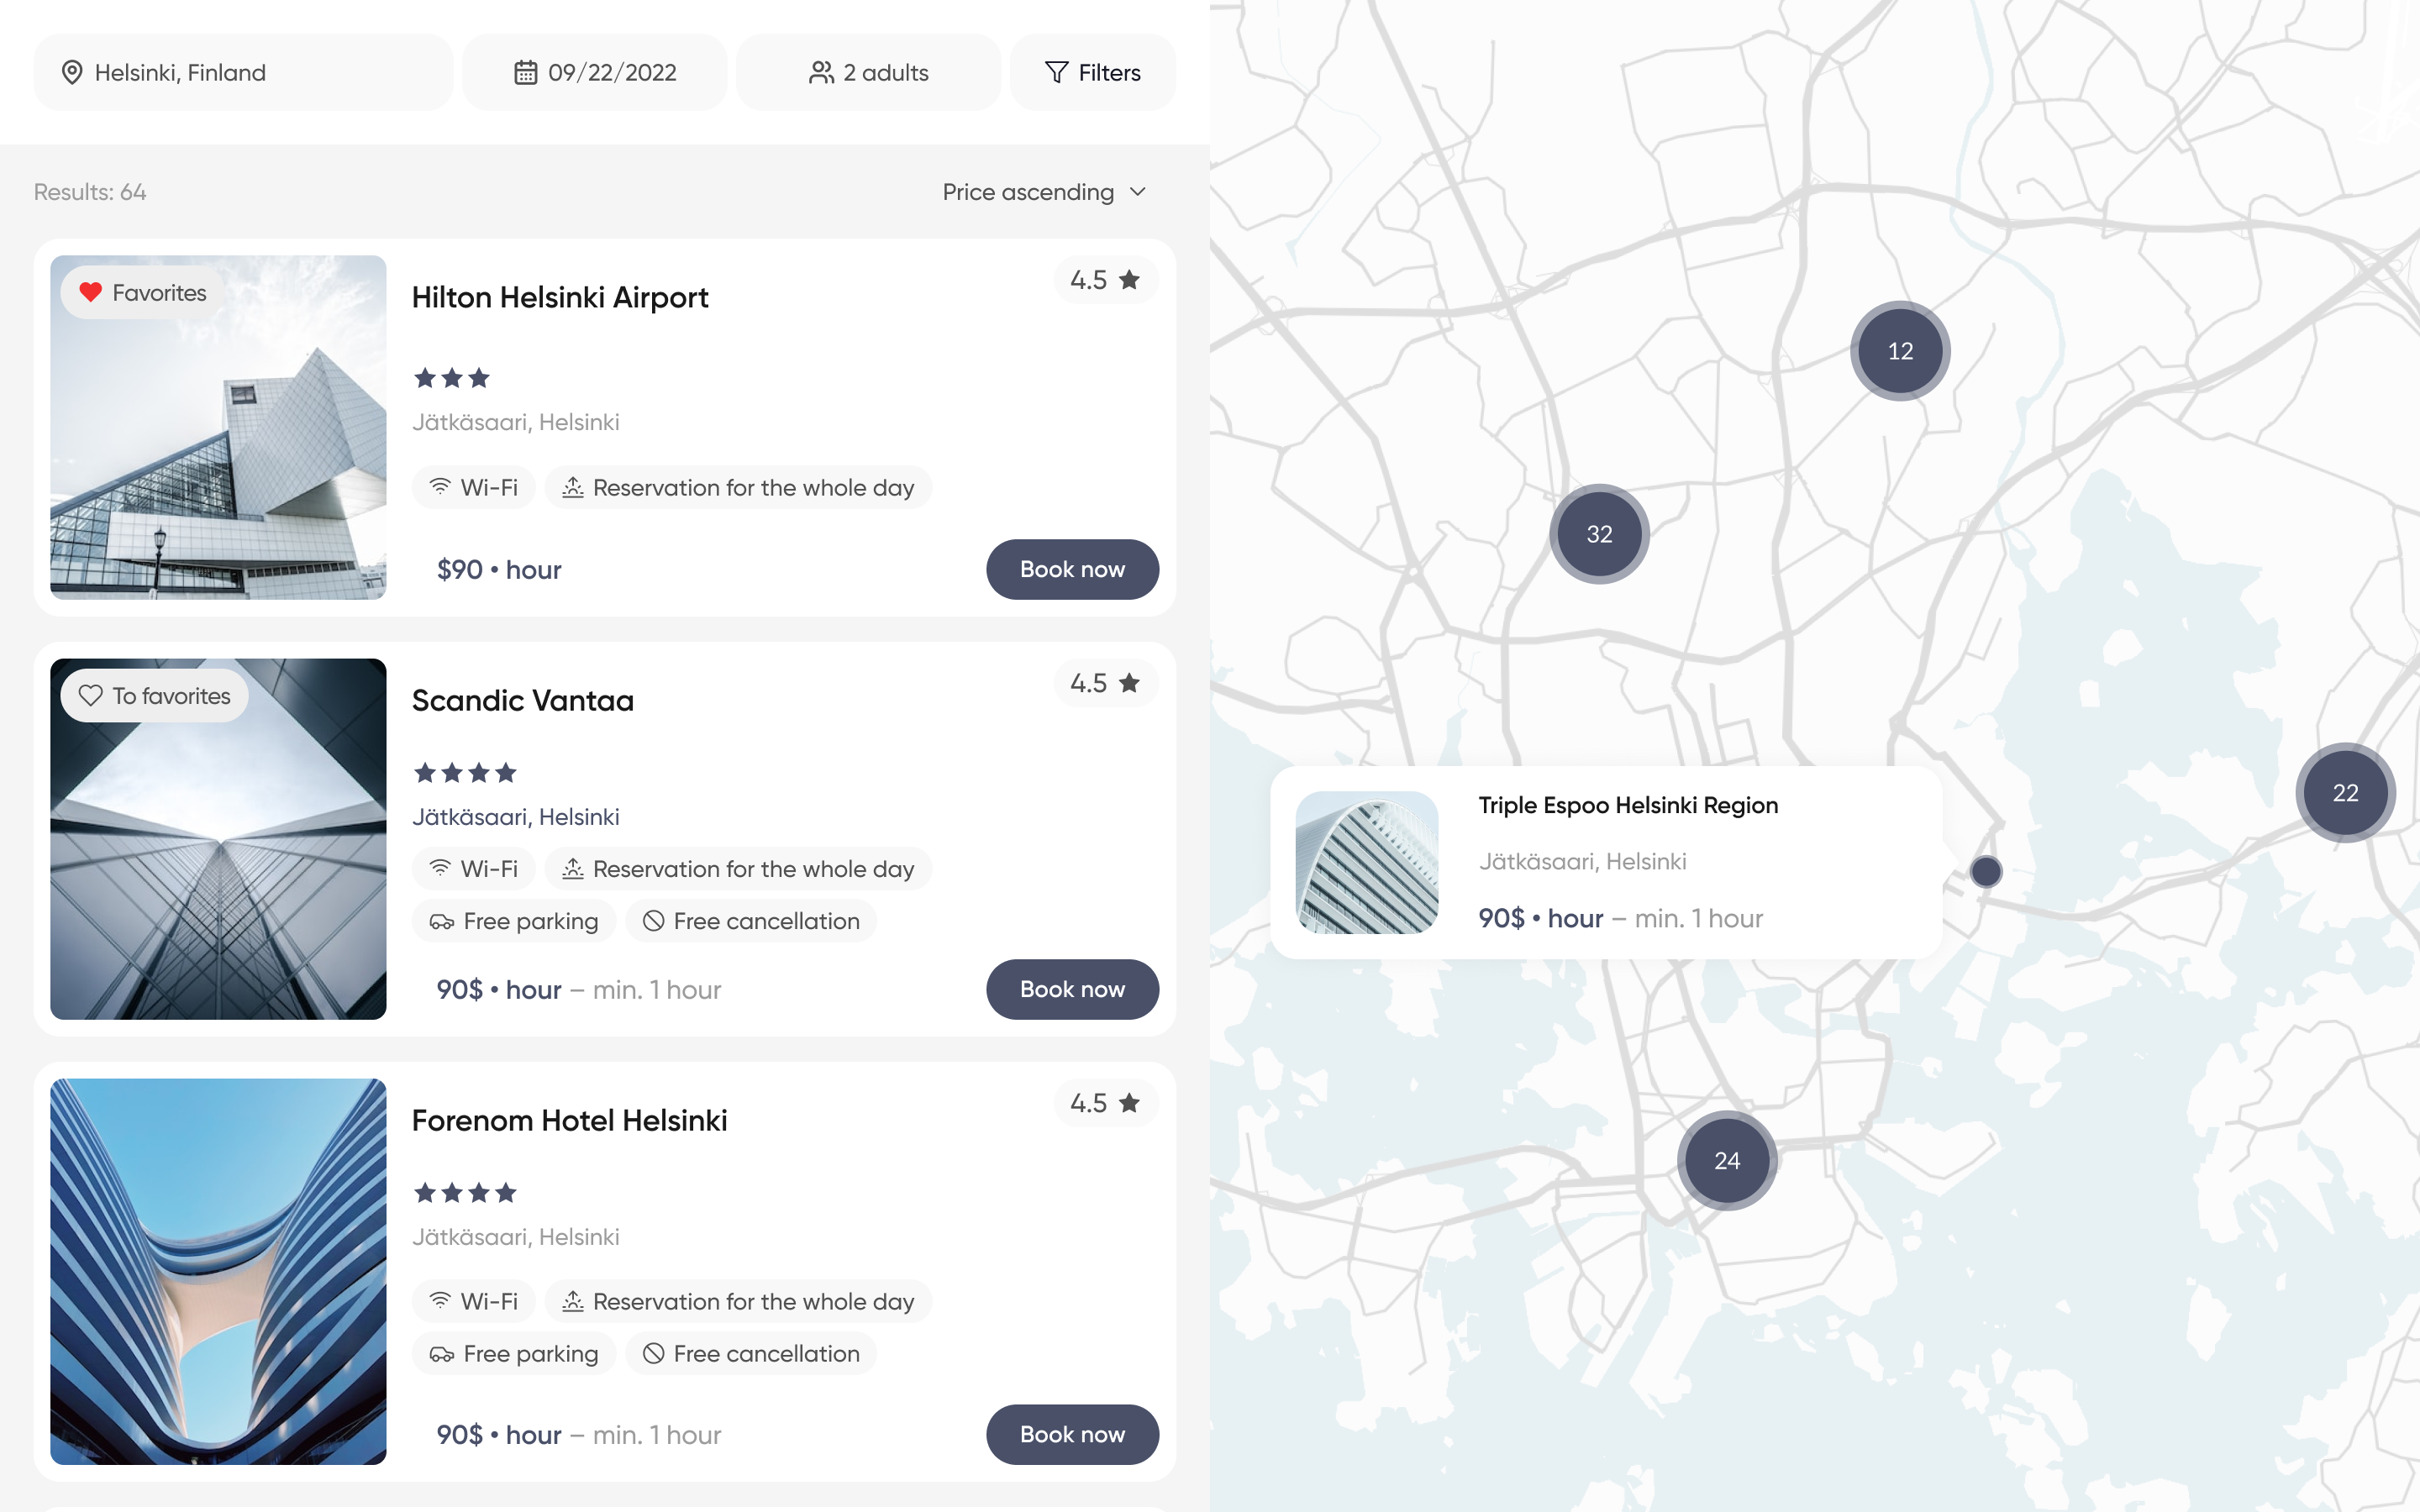 Helsinki, Finland
09/22/2022
2 adults
Filters
Results: 64
Price ascending
Favorites
Hilton Helsinki Airport
4.5
Jätkäsaari, Helsinki
Wi-Fi
Reservation for the whole day
$90 • hour
Book now
To favorites
Scandic Vantaa
4.5
Jätkäsaari, Helsinki
Wi-Fi
Reservation for the whole day
Free parking
Free cancellation
90$ • hour – min. 1 hour
Book now
Forenom Hotel Helsinki
4.5
Jätkäsaari, Helsinki
Wi-Fi
Reservation for the whole day
Free parking
Free cancellation
90$ • hour – min. 1 hour
Book now
12
32
22
Triple Espoo Helsinki Region
Jätkäsaari, Helsinki
90$ • hour – min. 1 hour
24